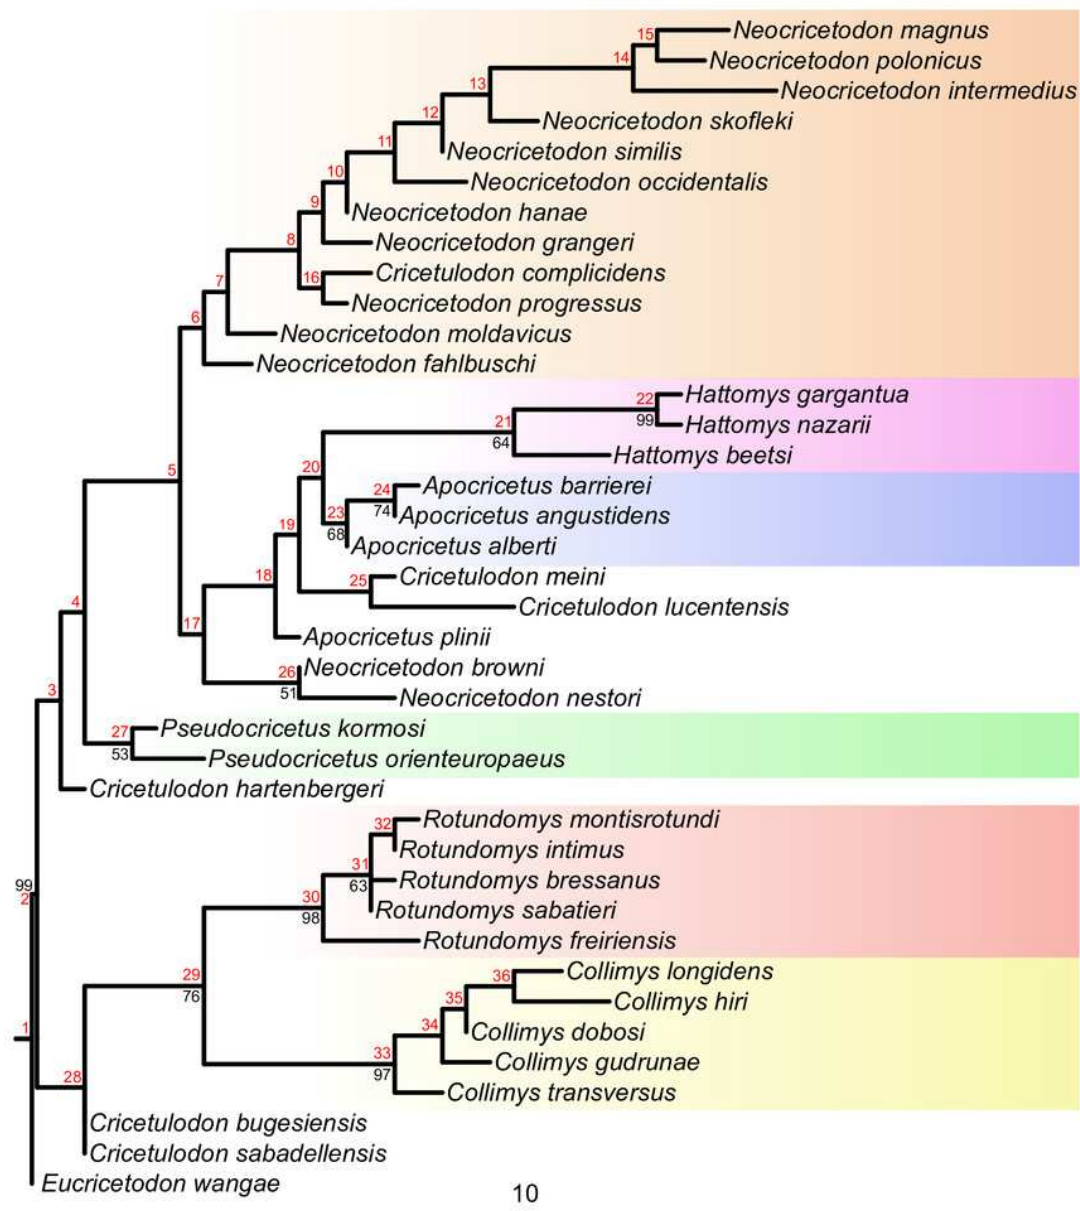 15 Neocricetodon magnus
14 Neocricetodon polonicus
13 Neocricetodon intermedius
12 Neocricetodon skofleki
11 Neocricetodon similis
10 Neocricetodon occidentalis
9 Neocricetodon hanae
8 Neocricetodon grangeri
16 Cricetulodon complicidens
7 Neocricetodon progressus
6 Neocricetodon moldavicus
Neocricetodon fahlbuschi
22 Hattomys gargantua
21 99 Hattomys nazarii
64 Hattomys beetsi
5 20 24 Apocricetus barrierei
23 74 Apocricetus angustidens
19 68 Apocricetus alberti
18 25 Cricetulodon meini
4 Cricetulodon lucentensis
17 Apocricetus plinii
26 Neocricetodon browni
3 51 Neocricetodon nestori
27 Pseudocricetus kormosi
53 Pseudocricetus orienteuropaeus
Cricetulodon hartenbergeri
32 Rotundomys montisrotundi
31 Rotundomys intimus
99 63 Rotundomys bressanus
2 30 98 Rotundomys sabatieri
Rotundomys freiriensis
29 36 Collimys longidens
76 35 Collimys hiri
1 34 Collimys dobosi
33 Collimys gudrunae
28 97 Collimys transversus
Cricetulodon bugesiensis
Cricetulodon sabadellensis
Eucricetodon wangae
10